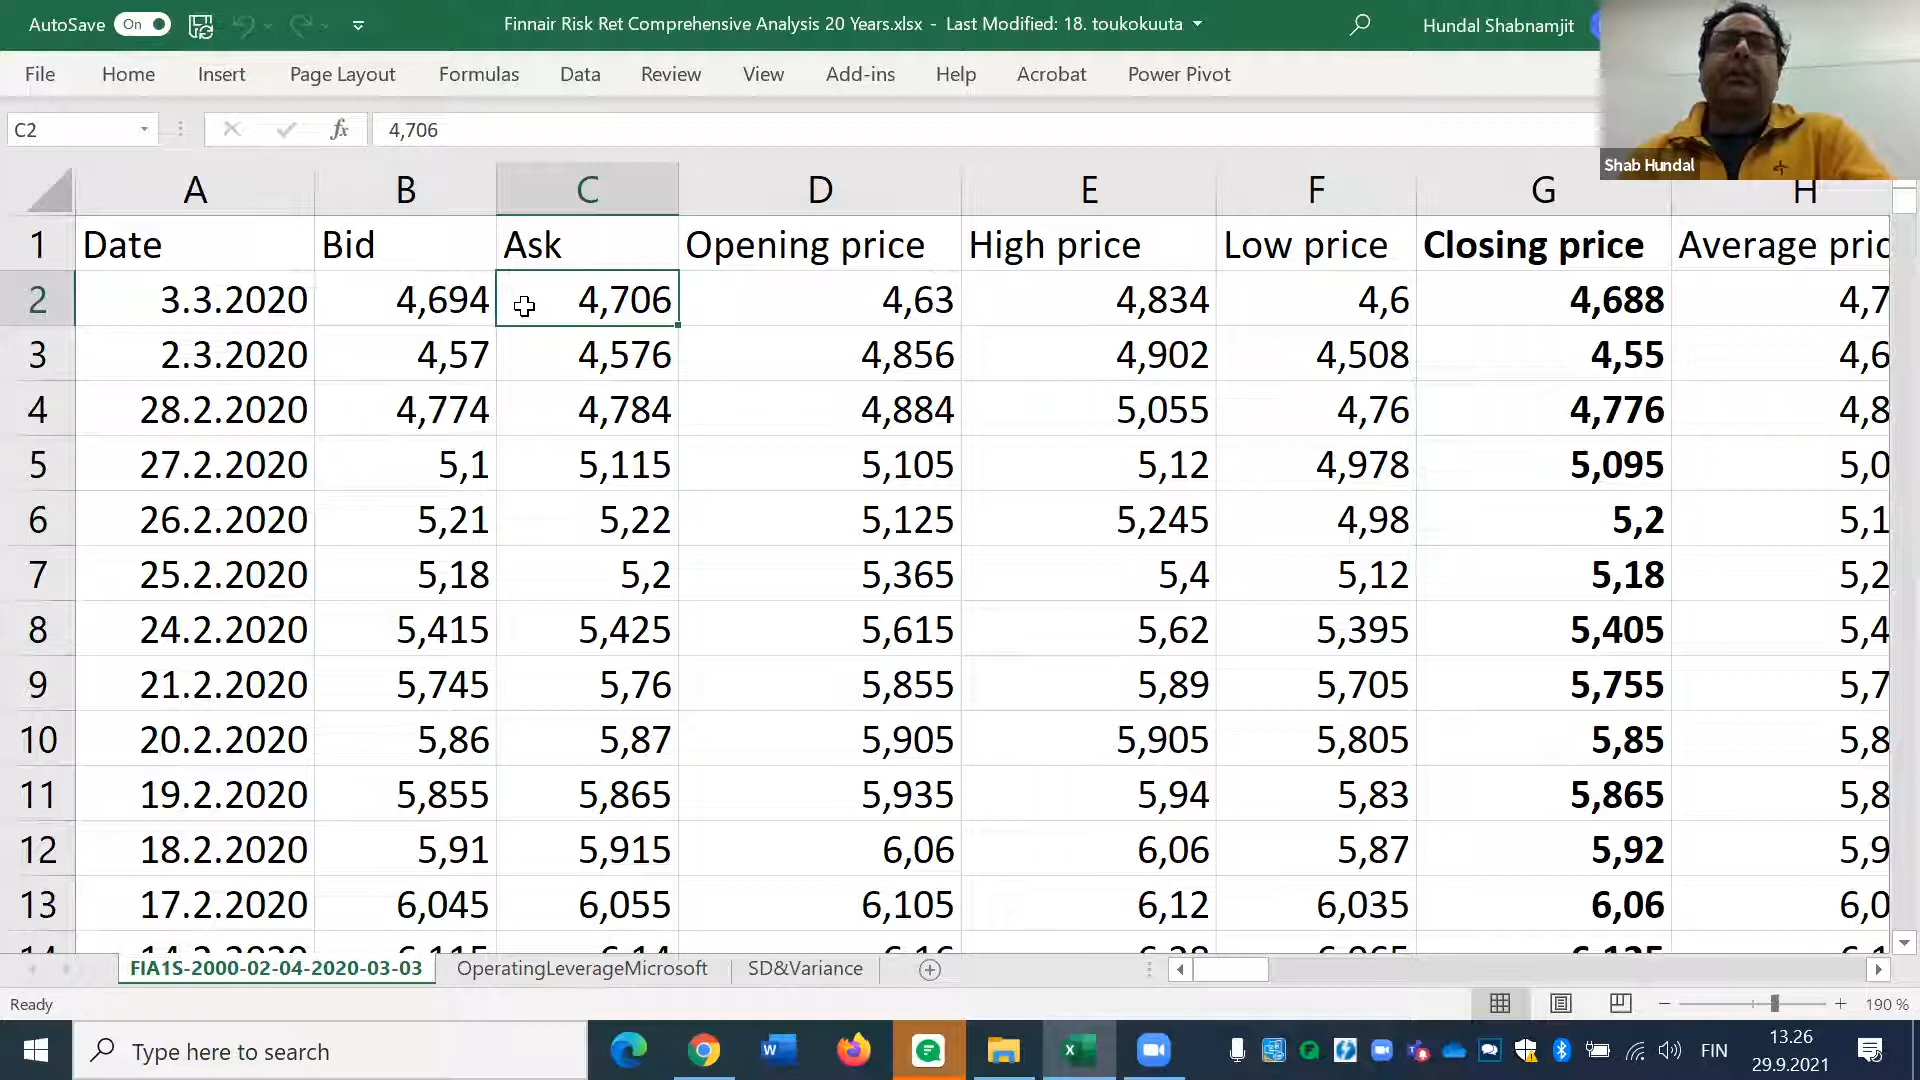 AutoSave On Finnair Risk Ret Comprehensive Analysis 20 Years.xlsx - Last Modified: 18. toukokuuta Hundal Shabnamjit
File Home Insert Page Layout Formulas Data Review View Add-ins Help Acrobat Power Pivot
C2 fx 4,706
Shab Hundal
A B C D E F G H
1 Date Bid Ask Opening price High price Low price Closing price Average pric
2 3.3.2020 4,694 4,706 4,63 4,834 4,6 4,688 4,7
3 2.3.2020 4,57 4,576 4,856 4,902 4,508 4,55 4,6
4 28.2.2020 4,774 4,784 4,884 5,055 4,76 4,776 4,8
5 27.2.2020 5,1 5,115 5,105 5,12 4,978 5,095 5,0
6 26.2.2020 5,21 5,22 5,125 5,245 4,98 5,2 5,1
7 25.2.2020 5,18 5,2 5,365 5,4 5,12 5,18 5,2
8 24.2.2020 5,415 5,425 5,615 5,62 5,395 5,405 5,4
9 21.2.2020 5,745 5,76 5,855 5,89 5,705 5,755 5,7
10 20.2.2020 5,86 5,87 5,905 5,905 5,805 5,85 5,8
11 19.2.2020 5,855 5,865 5,935 5,94 5,83 5,865 5,8
12 18.2.2020 5,91 5,915 6,06 6,06 5,87 5,92 5,9
13 17.2.2020 6,045 6,055 6,105 6,12 6,035 6,06 6,0
FIA1S-2000-02-04-2020-03-03 OperatingLeverageMicrosoft SD&Variance
Ready 190 %
Type here to search FIN 13.26
29.9.2021